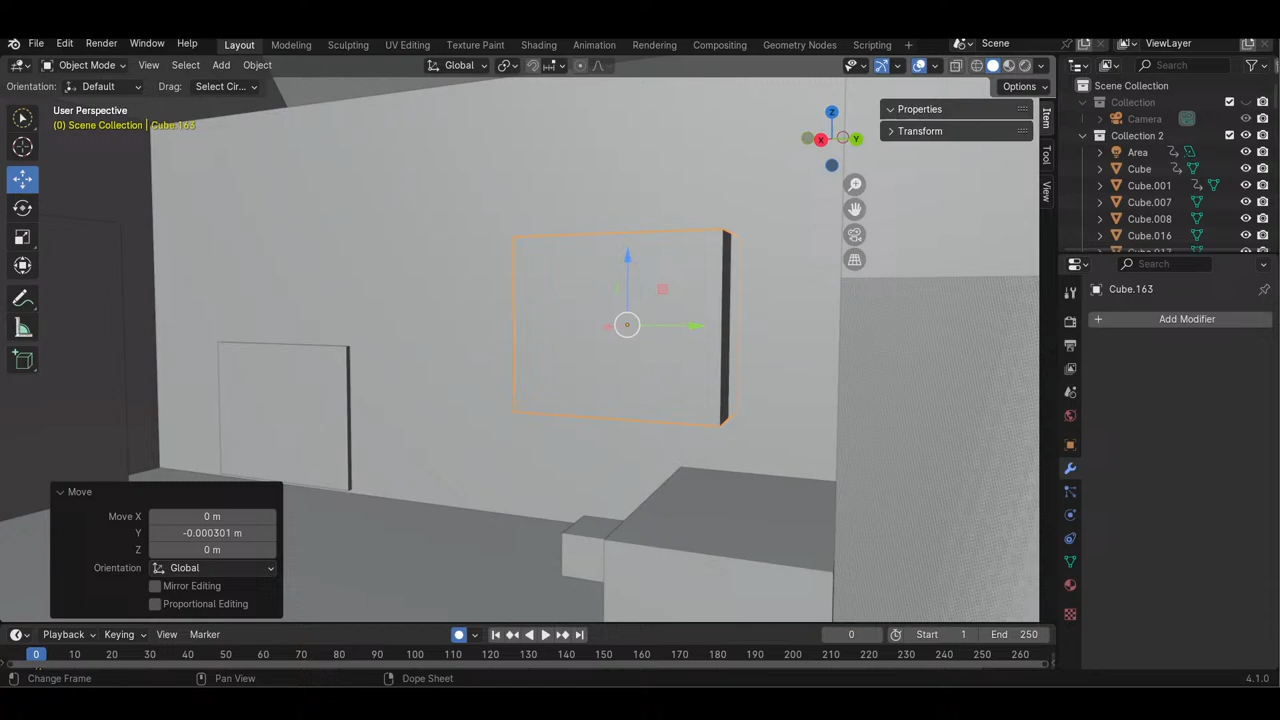 File Edit Render Window Help Layout Modeling Sculpting UV Editing Texture Paint Shading Animation Rendering Compositing Geometry Nodes Scripting + Scene ViewLayer
Object Mode View Select Add Object Global Search
Orientation: Default Drag: Select Cir... Options
User Perspective
(0) Scene Collection | Cube.163
Z
X
Y
Properties
Transform
Item
Tool
View
Scene Collection
Collection
Camera
Collection 2
Area
Cube
Cube.001
Cube.007
Cube.008
Cube.016
Search
Cube.163
Add Modifier
Move
Move X 0 m
Y -0.000301 m
Z 0 m
Orientation Global
Mirror Editing
Proportional Editing
Playback Keying View Marker 0 Start 1 End 250
0 10 20 30 40 50 60 70 80 90 100 110 120 130 140 150 160 170 180 190 200 210 220 230 240 250 260
Change Frame Pan View Dope Sheet 4.1.0